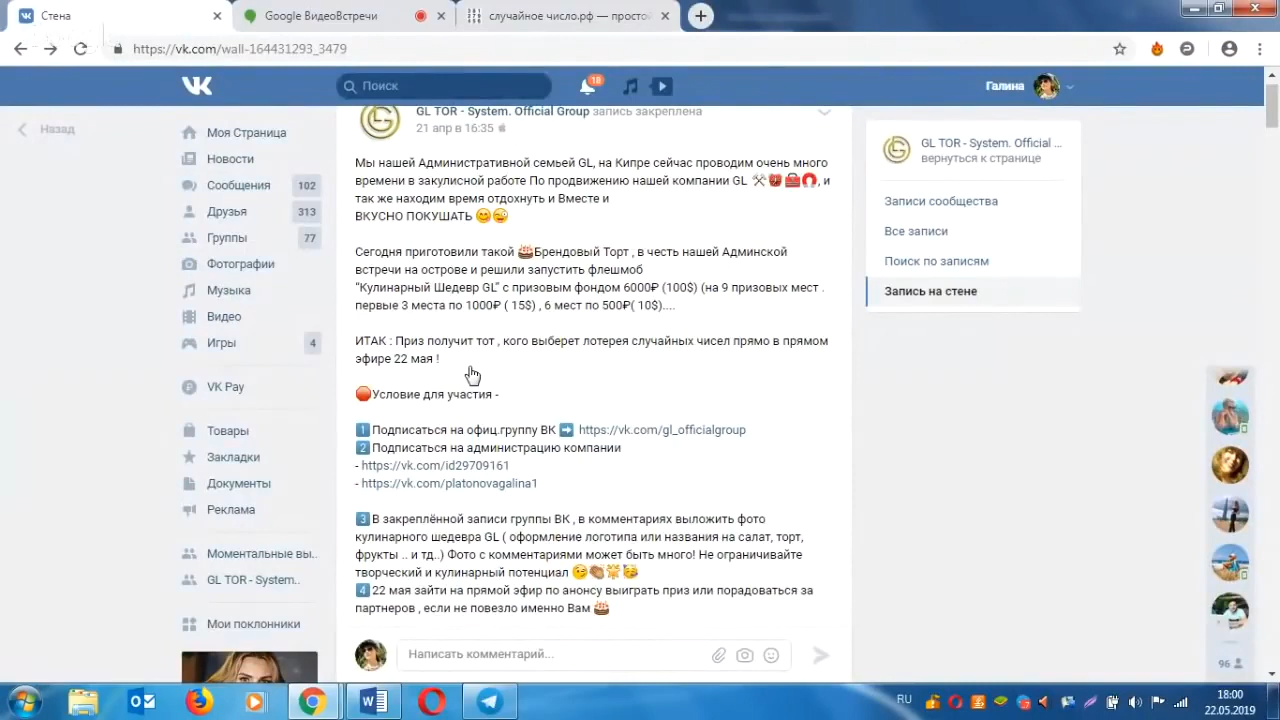 Стена
Google ВидеоВстречи
случайное число.рф — простой
https://vk.com/wall-164431293_3479
Поиск
18
Галина
Назад
Моя Страница
Новости
Сообщения 102
Друзья 313
Группы 77
Фотографии
Музыка
Видео
Игры 4
VK Pay
Товары
Закладки
Документы
Реклама
Моментальные вы..
GL TOR - System..
Мои поклонники
GL TOR - System. Official Group запись закреплена
21 апр в 16:35
Мы нашей Административной семьей GL, на Кипре сейчас проводим очень много
времени в закулисной работе По продвижению нашей компании GL ⚒👹🧰🧲, и
так же находим время отдохнуть и Вместе и
ВКУСНО ПОКУШАТЬ 😋😜
Сегодня приготовили такой 🎂Брендовый Торт , в честь нашей Админской
встречи на острове и решили запустить флешмоб
“Кулинарный Шедевр GL” с призовым фондом 6000₽ (100$) (на 9 призовых мест .
первые 3 места по 1000₽ ( 15$) , 6 мест по 500₽( 10$)....
ИТАК : Приз получит тот , кого выберет лотерея случайных чисел прямо в прямом
эфире 22 мая !
🛑Условие для участия -
1️⃣Подписаться на офиц.группу ВК ➡ https://vk.com/gl_officialgroup
2️⃣Подписаться на администрацию компании
- https://vk.com/id29709161
- https://vk.com/platonovagalina1
3️⃣В закреплённой записи группы ВК , в комментариях выложить фото
кулинарного шедевра GL ( оформление логотипа или названия на салат, торт,
фрукты .. и тд..) Фото с комментариями может быть много! Не ограничивайте
творческий и кулинарный потенциал 😋👏🌟🥳
4️⃣22 мая зайти на прямой эфир по анонсу выиграть приз или порадоваться за
партнеров , если не повезло именно Вам 🎂
Написать комментарий...
GL TOR - System. Official ...
вернуться к странице
Записи сообщества
Все записи
Поиск по записям
Запись на стене
96
RU
18:00
22.05.2019